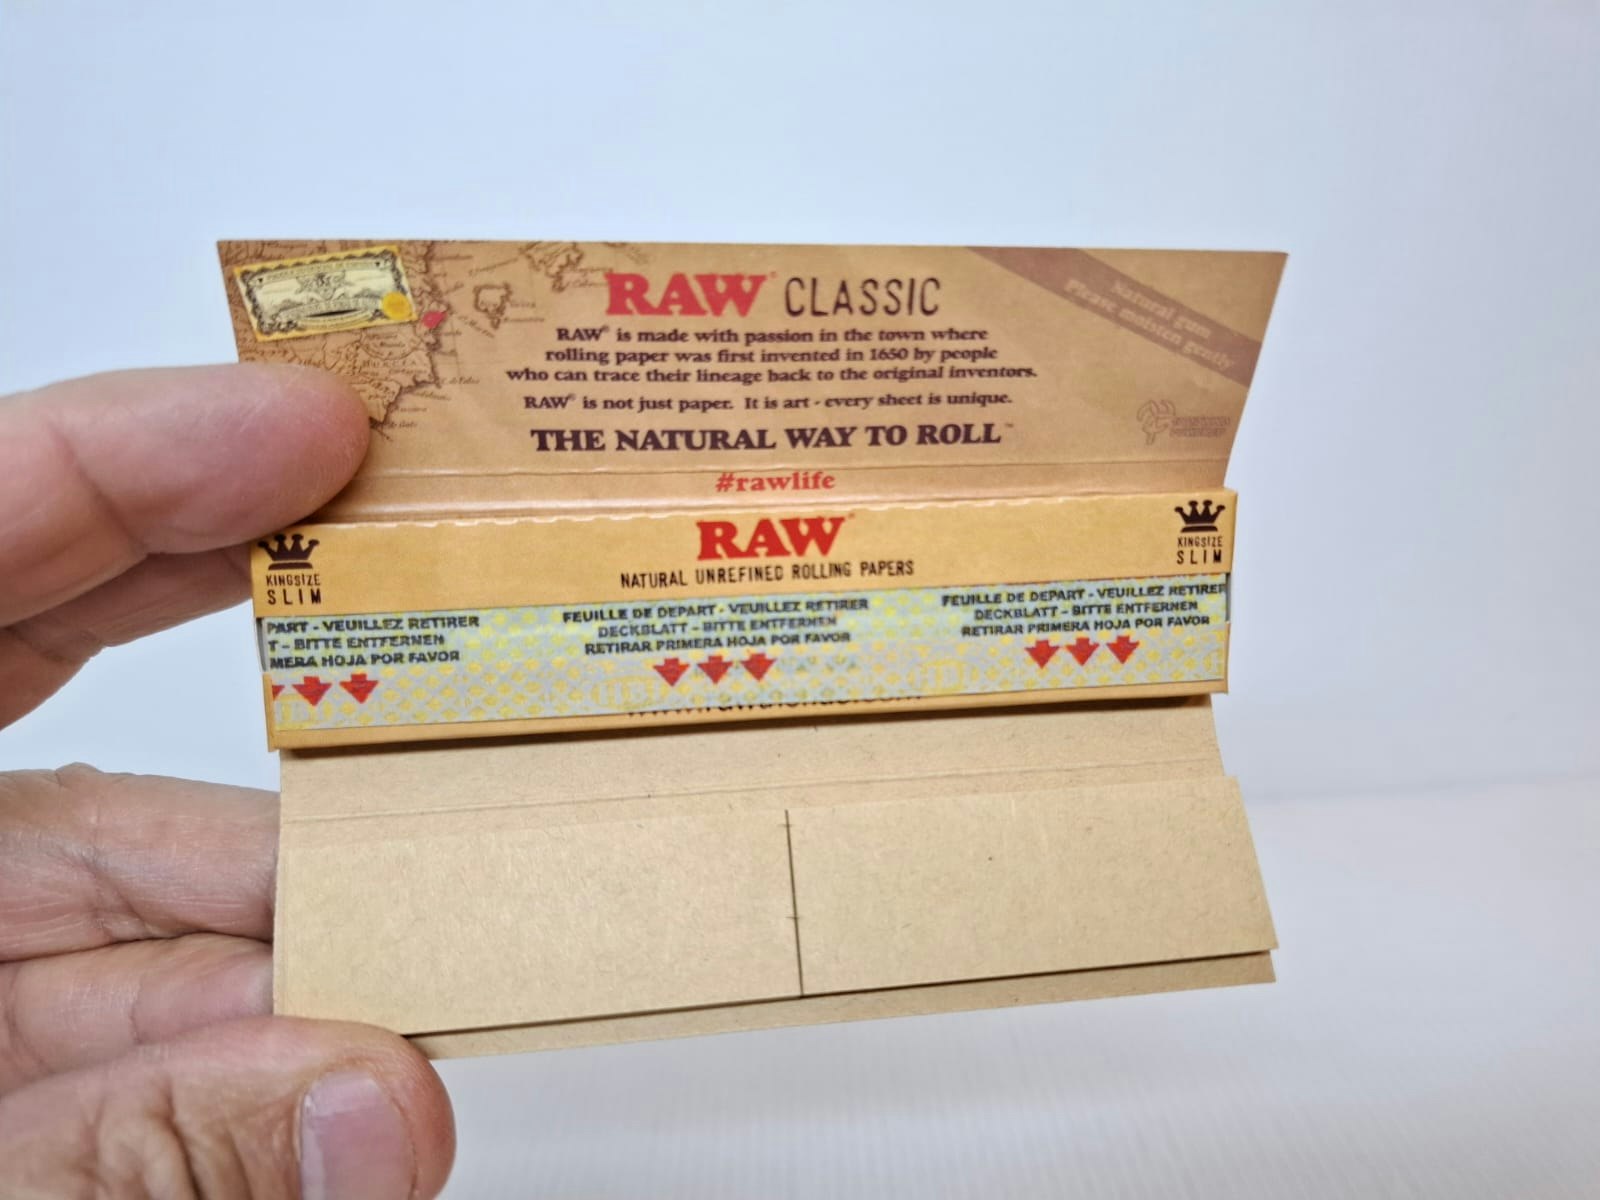 RAW® CLASSIC
RAW® is made with passion in the town where
rolling paper was first invented in 1650 by people
who can trace their lineage back to the original inventors.
RAW® is not just paper. It is art - every sheet is unique.
THE NATURAL WAY TO ROLL™
Natural gum
Please moisten gently
#rawlife
KINGSIZE
SLIM
RAW®
NATURAL UNREFINED ROLLING PAPERS
KINGSIZE
SLIM
PART - VEUILLEZ RETIRER
T - BITTE ENTFERNEN
MERA HOJA POR FAVOR
FEUILLE DE DEPART - VEUILLEZ RETIRER
DECKBLATT - BITTE ENTFERNEN
RETIRAR PRIMERA HOJA POR FAVOR
FEUILLE DE DEPART - VEUILLEZ RETIRER
DECKBLATT - BITTE ENTFERNEN
RETIRAR PRIMERA HOJA POR FAVOR